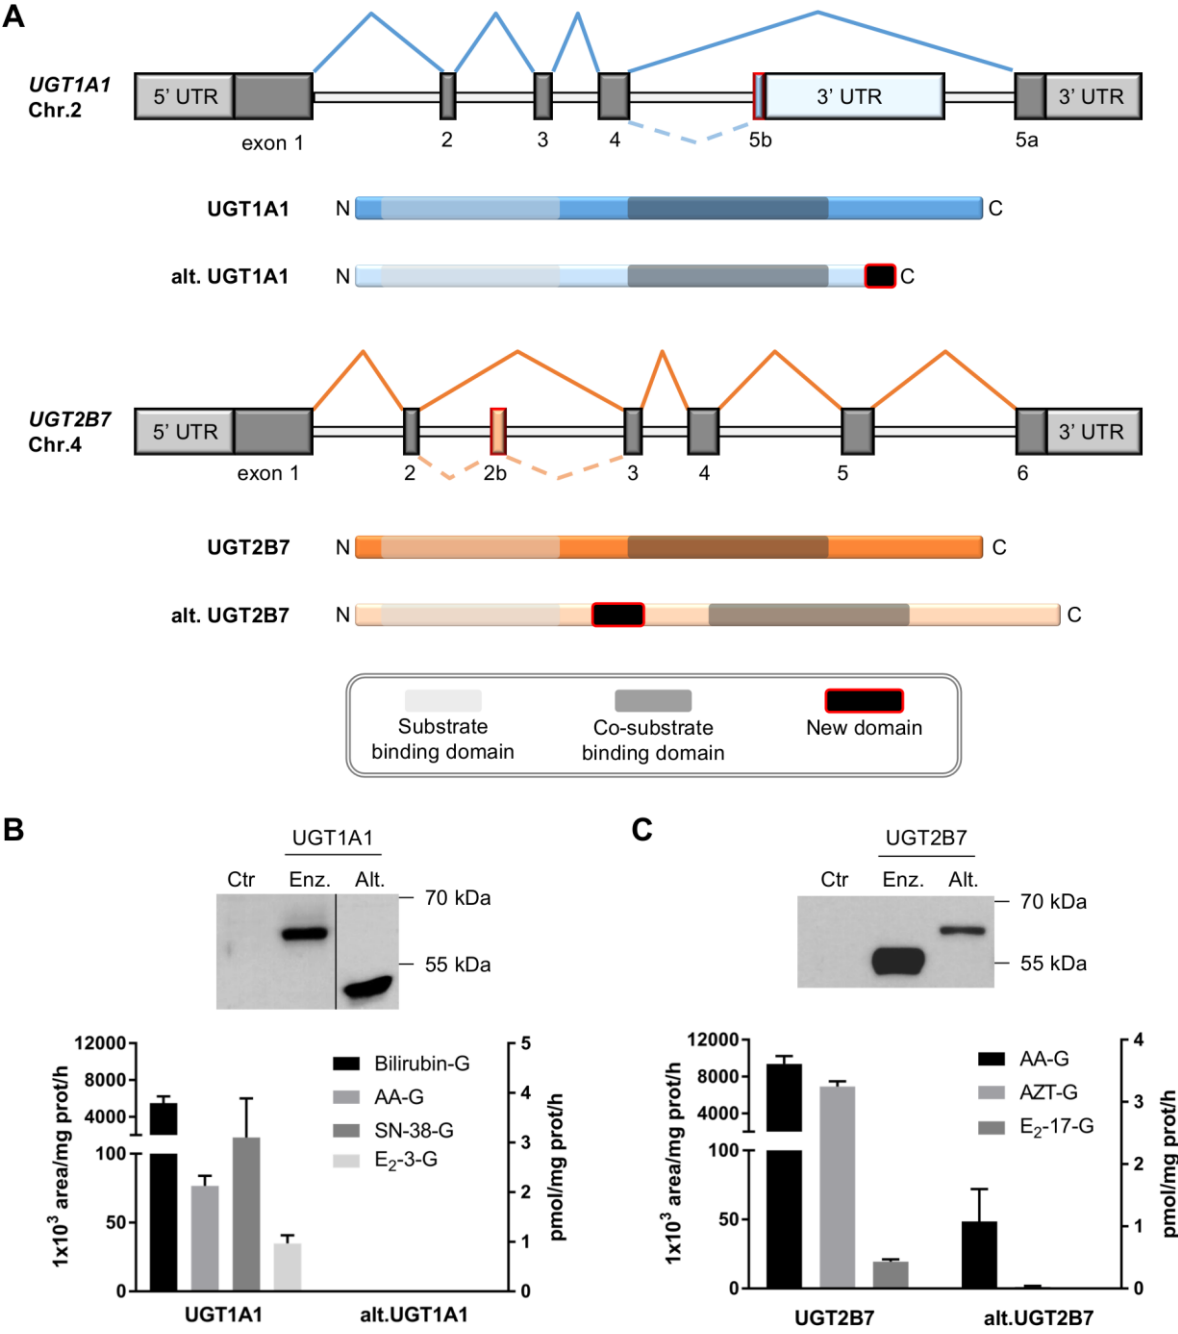 A
UGT1A1
Chr.2
5’ UTR
3’ UTR
3’ UTR
exon 1
2
3
4
5b
5a
UGT1A1
N
C
alt. UGT1A1
N
C
UGT2B7
Chr.4
5’ UTR
3’ UTR
exon 1
2
2b
3
4
5
6
UGT2B7
N
C
alt. UGT2B7
N
C
Substrate
binding domain
Co-substrate
binding domain
New domain
B
UGT1A1
Ctr
Enz.
Alt.
70 kDa
55 kDa
12000
8000
4000
100
50
0
1x10³ area/mg prot/h
Bilirubin-G
AA-G
SN-38-G
E₂-3-G
5
4
3
2
1
0
pmol/mg prot/h
UGT1A1
alt.UGT1A1
C
UGT2B7
Ctr
Enz.
Alt.
70 kDa
55 kDa
12000
8000
4000
100
50
0
1x10³ area/mg prot/h
AA-G
AZT-G
E₂-17-G
4
3
2
1
0
pmol/mg prot/h
UGT2B7
alt.UGT2B7